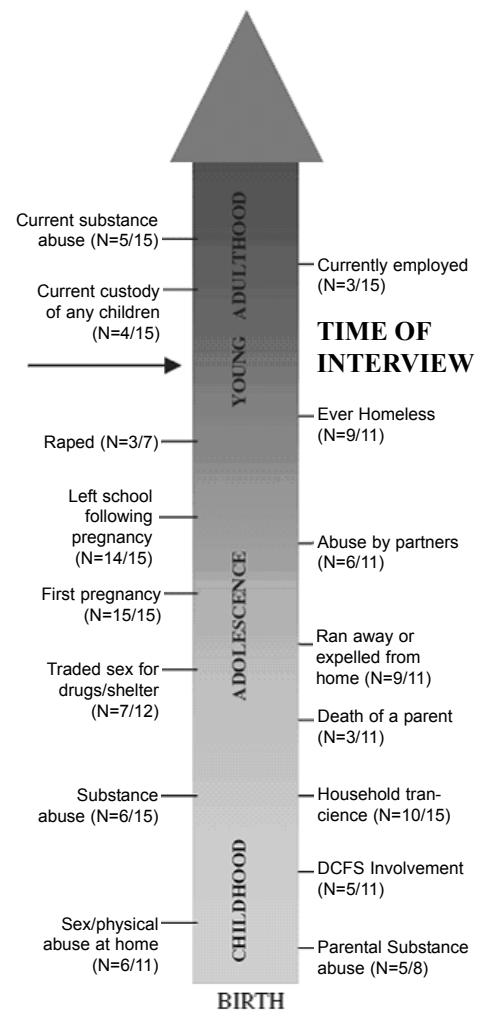 Current substance
abuse (N=5/15)
Current custody
of any children
(N=4/15)
Raped (N=3/7)
Left school
following
pregnancy
(N=14/15)
First pregnancy
(N=15/15)
Traded sex for
drugs/shelter
(N=7/12)
Substance
abuse (N=6/15)
Sex/physical
abuse at home
(N=6/11)
YOUNG ADULTHOOD
ADOLESCENCE
CHILDHOOD
Currently employed
(N=3/15)
TIME OF
INTERVIEW
Ever Homeless
(N=9/11)
Abuse by partners
(N=6/11)
Ran away or
expelled from
home (N=9/11)
Death of a parent
(N=3/11)
Household tran-
cience (N=10/15)
DCFS Involvement
(N=5/11)
Parental Substance
abuse (N=5/8)
BIRTH